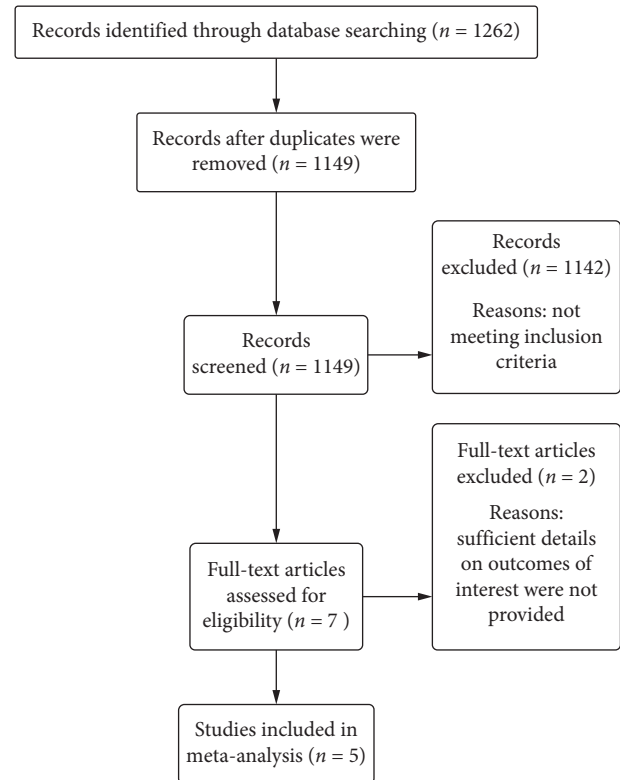 Records identified through database searching (n = 1262)
Records after duplicates were
removed (n = 1149)
Records
excluded (n = 1142)
Reasons: not
meeting inclusion
criteria
Records
screened (n = 1149)
Full-text articles
excluded (n = 2)
Reasons:
sufficient details
on outcomes of
interest were not
provided
Full-text articles
assessed for
eligibility (n = 7 )
Studies included in
meta-analysis (n = 5)